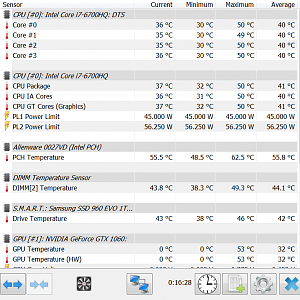 Sensor Current Minimum Maximum Average
CPU [#0]: Intel Core i7-6700HQ: DTS
Core #0 36 °C 30 °C 50 °C 40 °C
Core #1 35 °C 30 °C 49 °C 40 °C
Core #2 35 °C 30 °C 50 °C 40 °C
Core #3 36 °C 30 °C 50 °C 40 °C
CPU [#0]: Intel Core i7-6700HQ
CPU Package 37 °C 32 °C 50 °C 41 °C
CPU IA Cores 36 °C 31 °C 50 °C 40 °C
CPU GT Cores (Graphics) 37 °C 32 °C 50 °C 41 °C
PL1 Power Limit 45.000 W 45.000 W 45.000 W 45.000 W
PL2 Power Limit 56.250 W 56.250 W 56.250 W 56.250 W
Alienware 0027VD (Intel PCH)
PCH Temperature 55.5 °C 48.5 °C 62.5 °C 55.8 °C
DIMM Temperature Sensor
DIMM[2] Temperature 43.8 °C 38.3 °C 49.3 °C 44.1 °C
S.M.A.R.T.: Samsung SSD 960 EVO 1T...
Drive Temperature 43 °C 38 °C 46 °C 42 °C
GPU [#1]: NVIDIA GeForce GTX 1060:
GPU Temperature 0 °C 0 °C 53 °C 32 °C
GPU Temperature (HW) 0 °C 0 °C 53 °C 32 °C
0:16:28